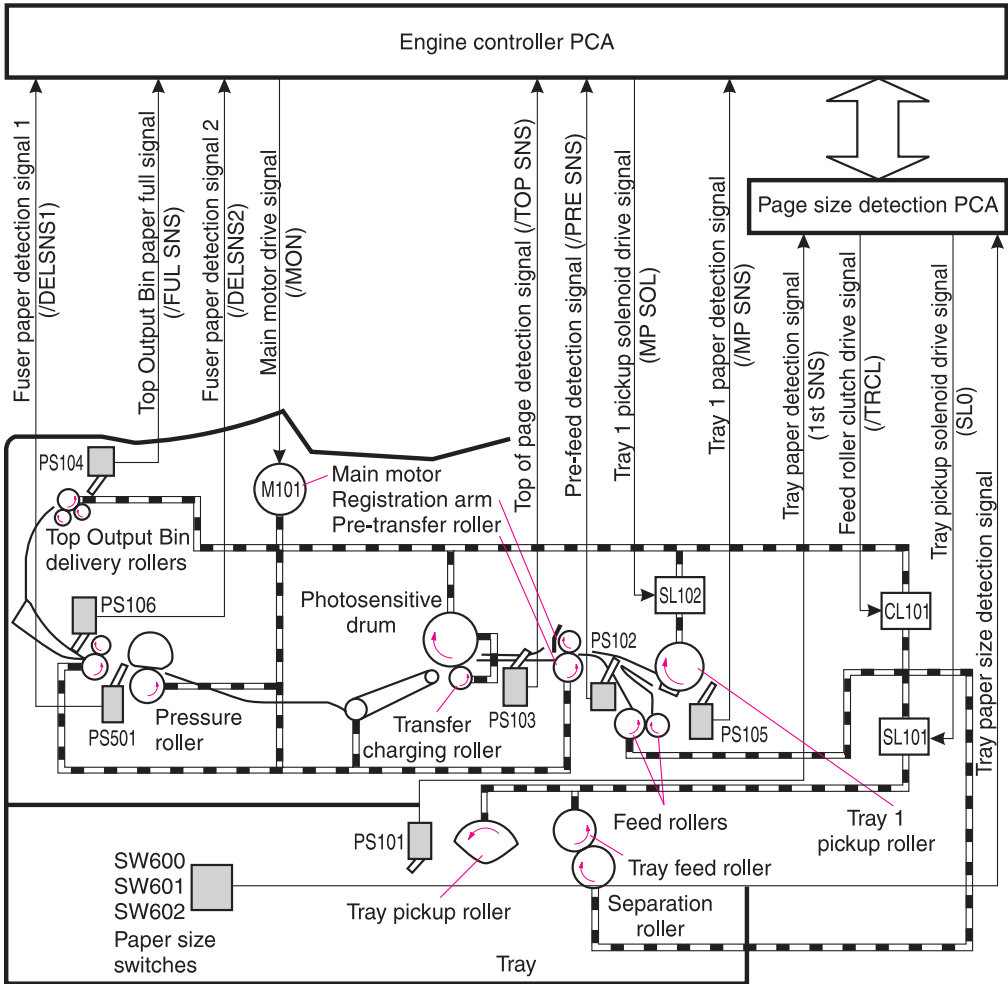 Engine controller PCA
Page size detection PCA
Fuser paper detection signal 1
(/DELSNS1)
Top Output Bin paper full signal
(/FUL SNS)
Fuser paper detection signal 2
(/DELSNS2)
Main motor drive signal
(/MON)
Top of page detection signal (/TOP SNS)
Pre-feed detection signal (/PRE SNS)
Tray 1 pickup solenoid drive signal
(MP SOL)
Tray 1 paper detection signal
(/MP SNS)
Tray paper detection signal
(1st SNS)
Feed roller clutch drive signal
(/TRCL)
Tray pickup solenoid drive signal
(SL0)
Tray paper size detection signal
PS104
M101
Main motor
Registration arm
Pre-transfer roller
Top Output Bin
delivery rollers
PS106
Photosensitive
drum
SL102
CL101
PS102
PS501
Pressure
roller
Transfer
charging roller
PS103
PS105
SL101
PS101
Feed rollers
Tray 1
pickup roller
SW600
SW601
SW602
Paper size
switches
Tray pickup roller
Tray feed roller
Separation
roller
Tray